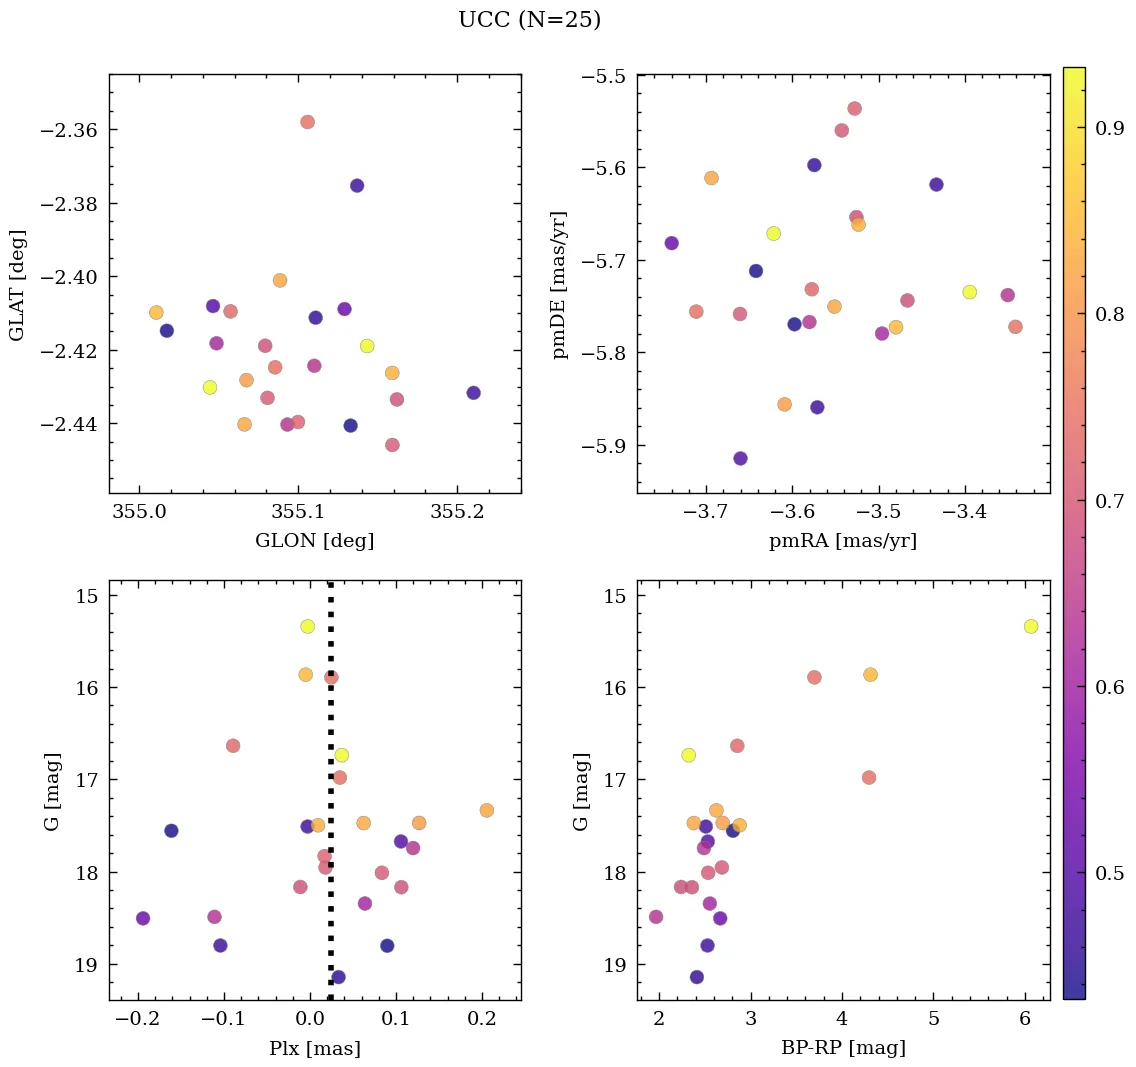 UCC (N=25)
−2.36
−2.38
−2.40
−2.42
−2.44
GLAT [deg]
355.0 355.1 355.2
GLON [deg]
−5.5
−5.6
−5.7
−5.8
−5.9
pmDE [mas/yr]
−3.7 −3.6 −3.5 −3.4
pmRA [mas/yr]
15
16
17
18
19
G [mag]
−0.2 −0.1 0.0 0.1 0.2
Plx [mas]
15
16
17
18
19
G [mag]
2 3 4 5 6
BP-RP [mag]
0.9
0.8
0.7
0.6
0.5